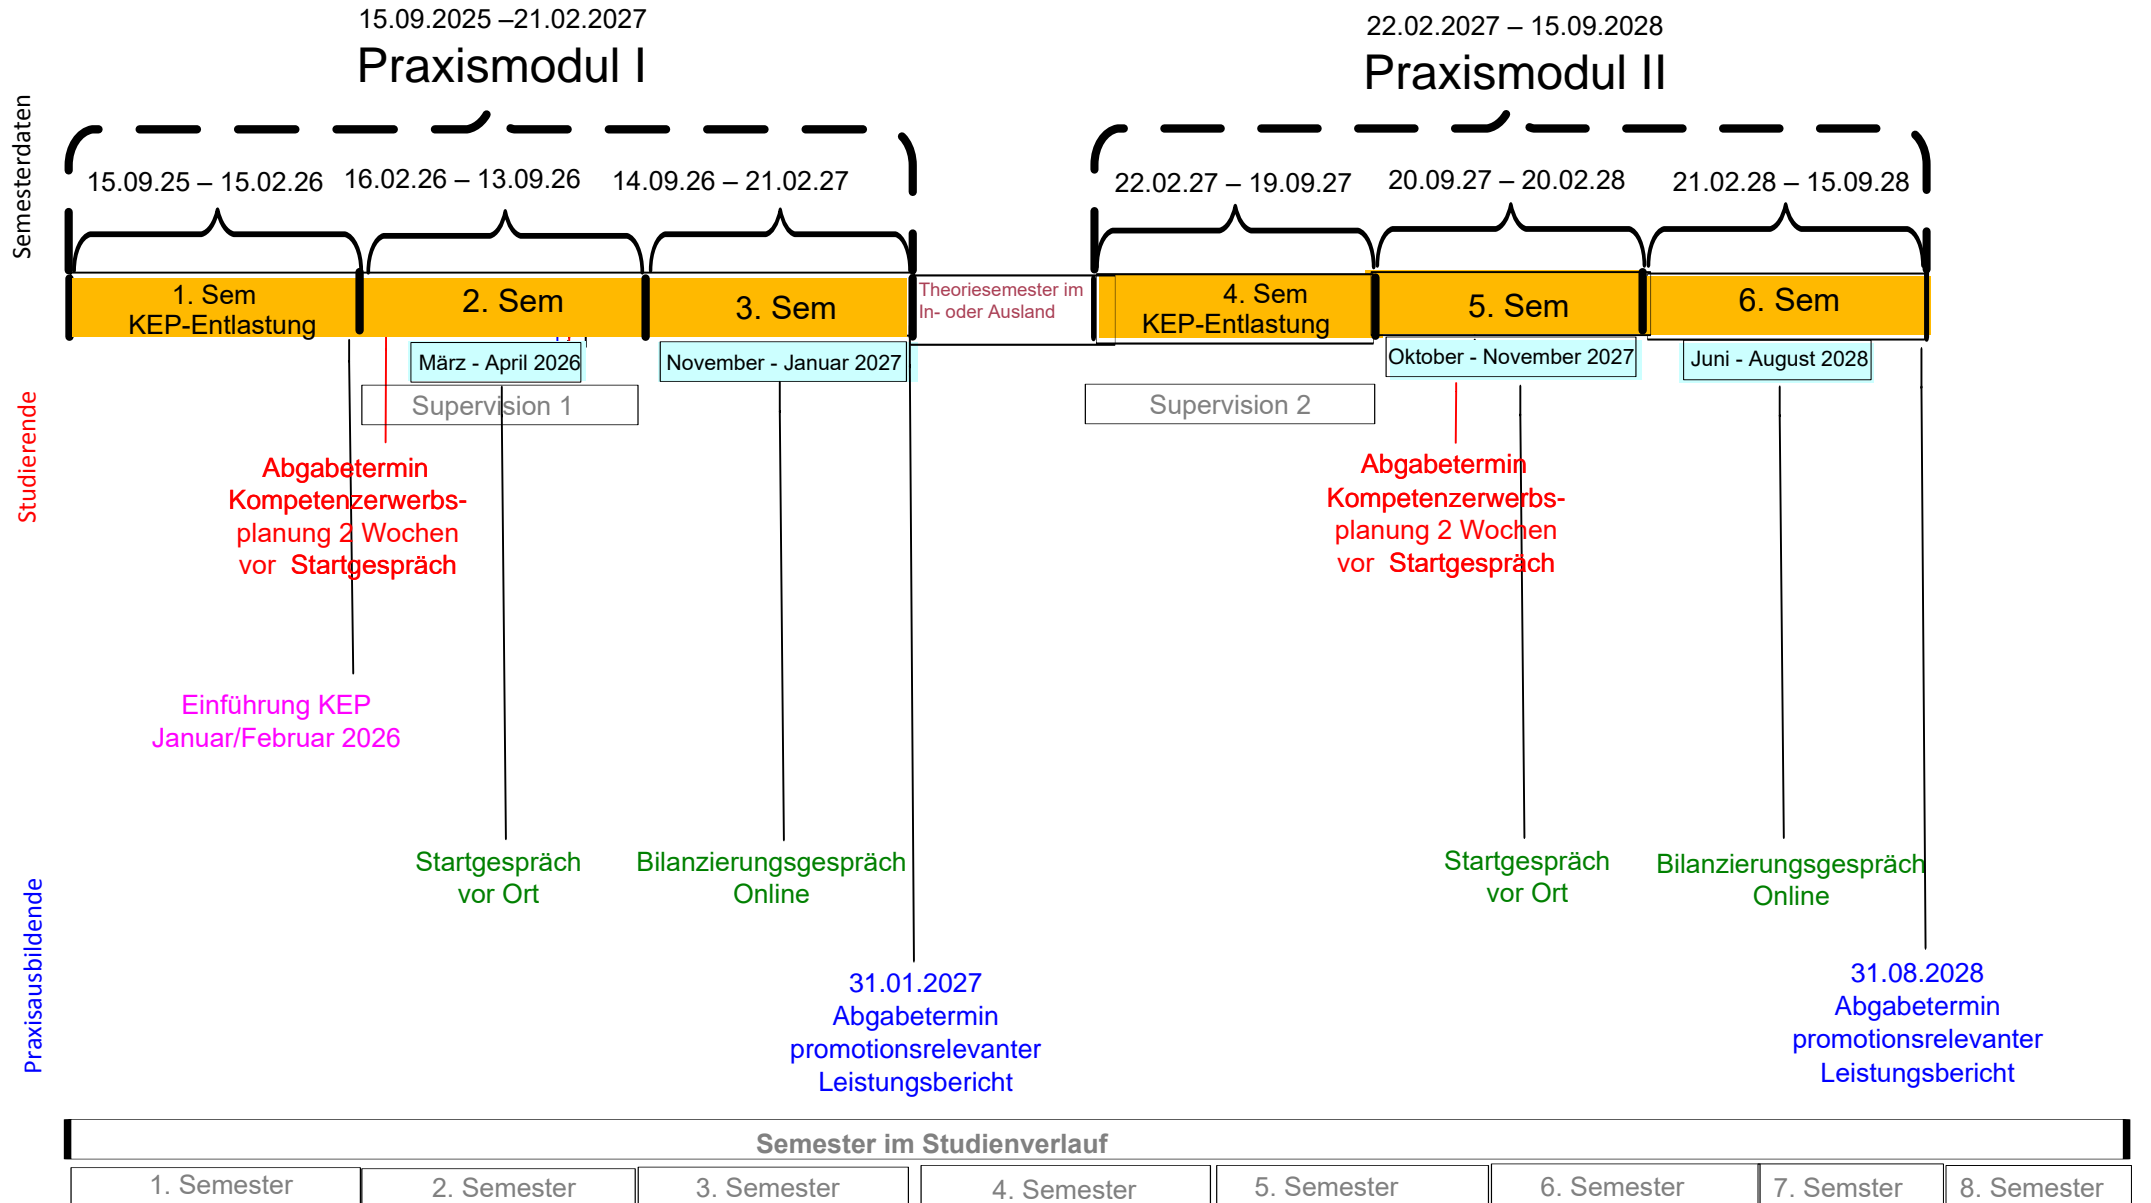 15.09.2025 –21.02.2027
Praxismodul I
22.02.2027 – 15.09.2028
Praxismodul II
Semesterdaten
15.09.25 – 15.02.26
16.02.26 – 13.09.26
14.09.26 – 21.02.27
22.02.27 – 19.09.27
20.09.27 – 20.02.28
21.02.28 – 15.09.28
1. Sem
KEP-Entlastung
2. Sem
3. Sem
Theoriesemester im
In- oder Ausland
4. Sem
KEP-Entlastung
5. Sem
6. Sem
März - April 2026
November - Januar 2027
Oktober - November 2027
Juni - August 2028
Supervision 1
Supervision 2
Studierende
Abgabetermin
Kompetenzerwerbs-
planung 2 Wochen
vor Startgespräch
Abgabetermin
Kompetenzerwerbs-
planung 2 Wochen
vor Startgespräch
Einführung KEP
Januar/Februar 2026
Praxisausbildende
Startgespräch
vor Ort
Bilanzierungsgespräch
Online
Startgespräch
vor Ort
Bilanzierungsgespräch
Online
31.01.2027
Abgabetermin
promotionsrelevanter
Leistungsbericht
31.08.2028
Abgabetermin
promotionsrelevanter
Leistungsbericht
Semester im Studienverlauf
1. Semester
2. Semester
3. Semester
4. Semester
5. Semester
6. Semester
7. Semster
8. Semester